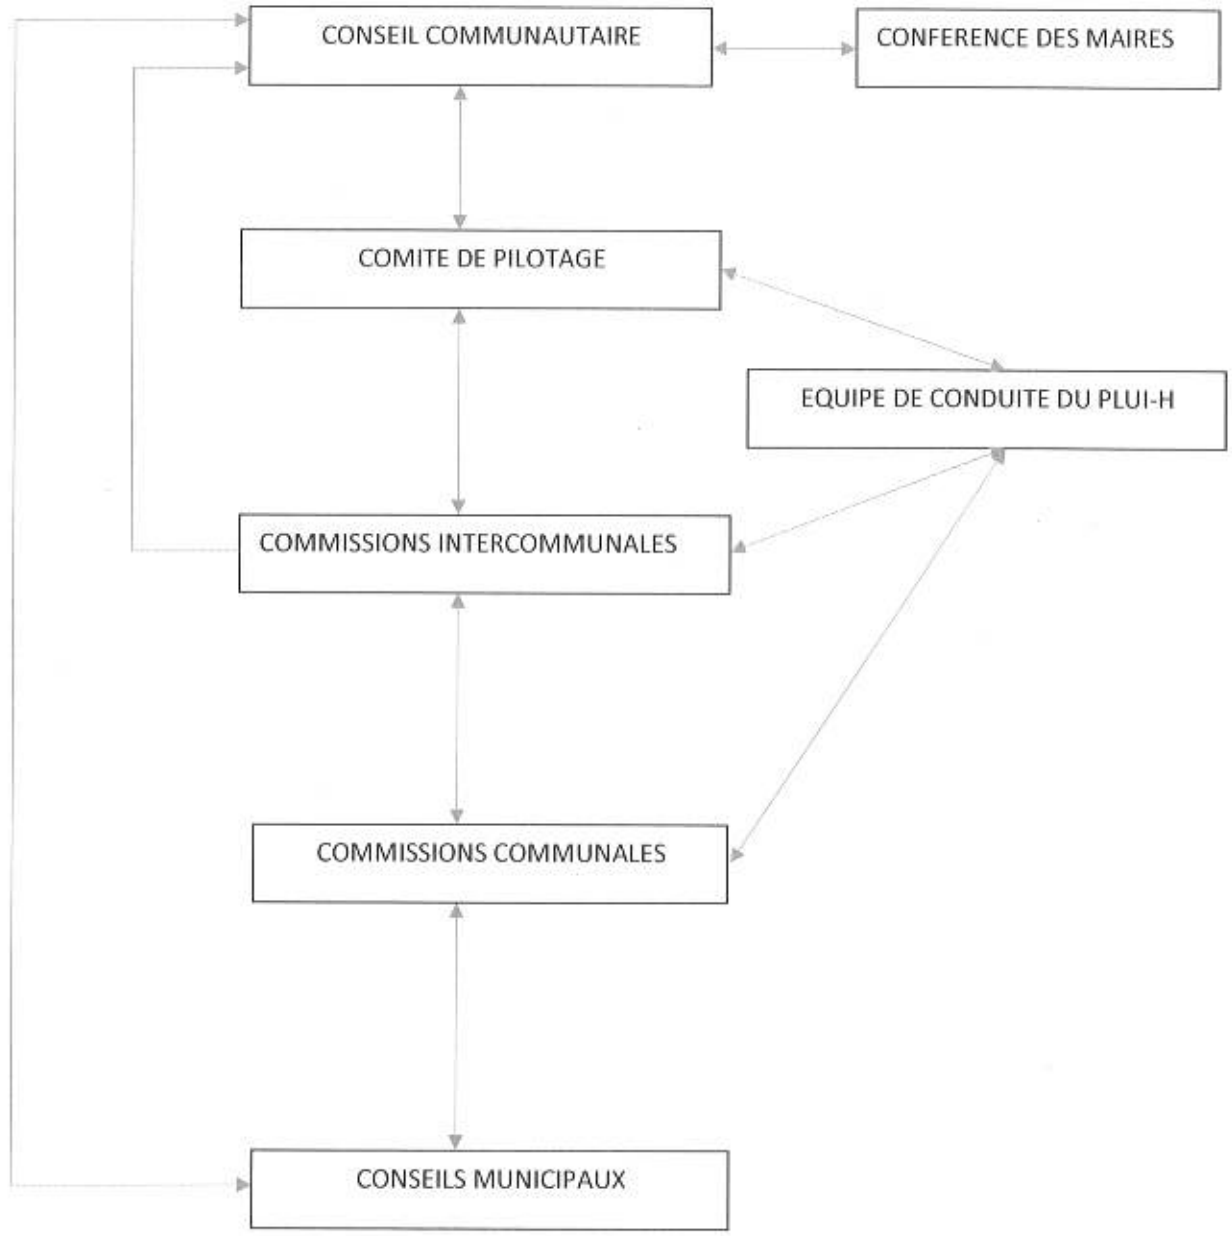 CONSEIL COMMUNAUTAIRE
CONFERENCE DES MAIRES
COMITE DE PILOTAGE
EQUIPE DE CONDUITE DU PLUI-H
COMMISSIONS INTERCOMMUNALES
COMMISSIONS COMMUNALES
CONSEILS MUNICIPAUX